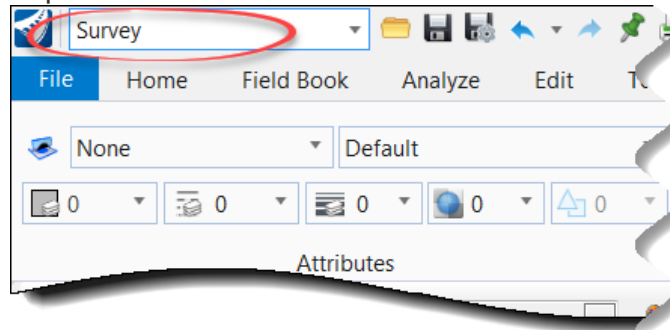 Survey
File Home Field Book Analyze Edit
None Default
0 0 0 0 0
Attributes